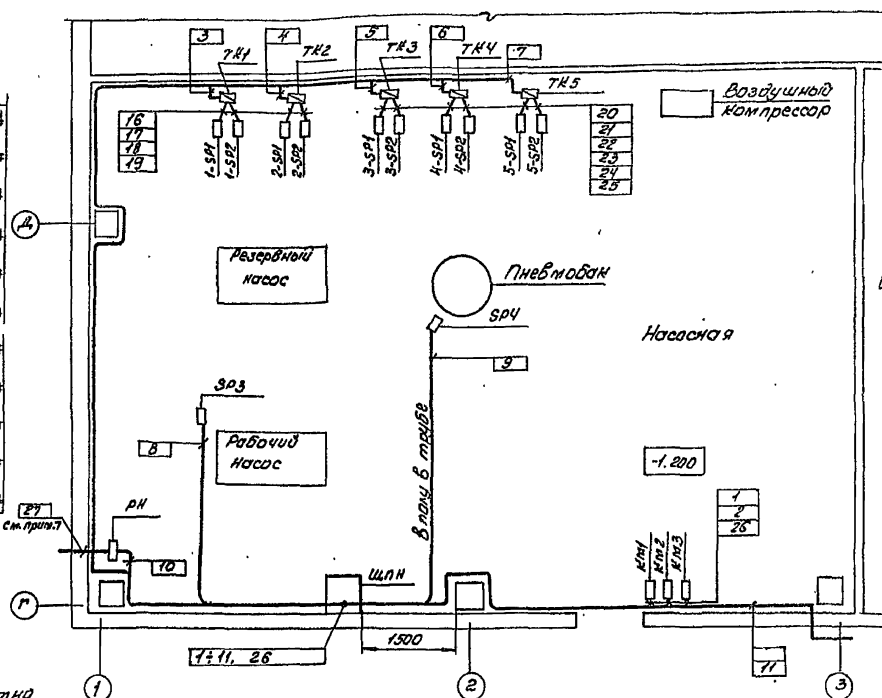 3
4
5
6
7
ТК1
ТК2
ТК3
ТК4
ТК5
Воздушный
компрессор
16
17
18
19
20
21
22
23
24
25
1-SP1
1-SP2
2-SP1
2-SP2
3-SP1
3-SP2
4-SP1
4-SP2
5-SP1
5-SP2
Д
Резервный
насос
Пневмобак
SP4
Насосная
9
SP3
8
Рабочий
насос
В полу в трубе
-1.200
1
2
26
27
см. прим.7
РН
10
КМ1
КМ2
КМ3
ЩПН
Г
1÷11, 26
1500
11
1
2
3